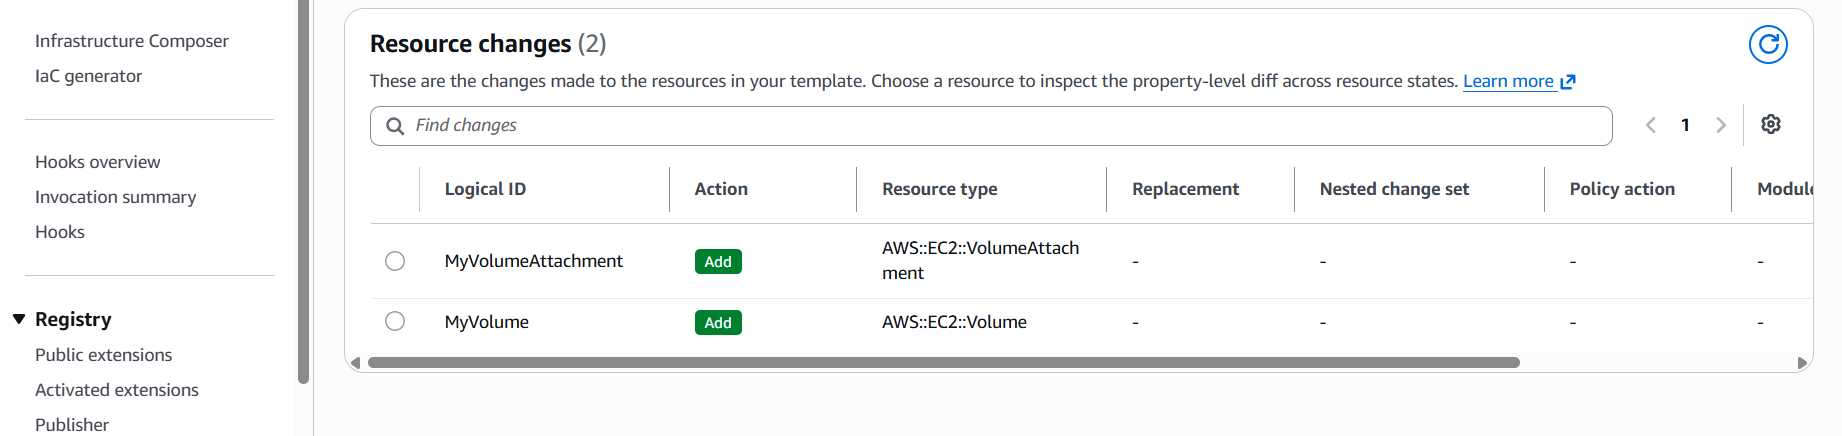 Infrastructure Composer
IaC generator
Hooks overview
Invocation summary
Hooks
Registry
Public extensions
Activated extensions
Publisher
Resource changes (2)
These are the changes made to the resources in your template. Choose a resource to inspect the property-level diff across resource states. Learn more
Find changes
1
Logical ID Action Resource type Replacement Nested change set Policy action Module
MyVolumeAttachment Add AWS::EC2::VolumeAttach
ment - - - -
MyVolume Add AWS::EC2::Volume - - - -